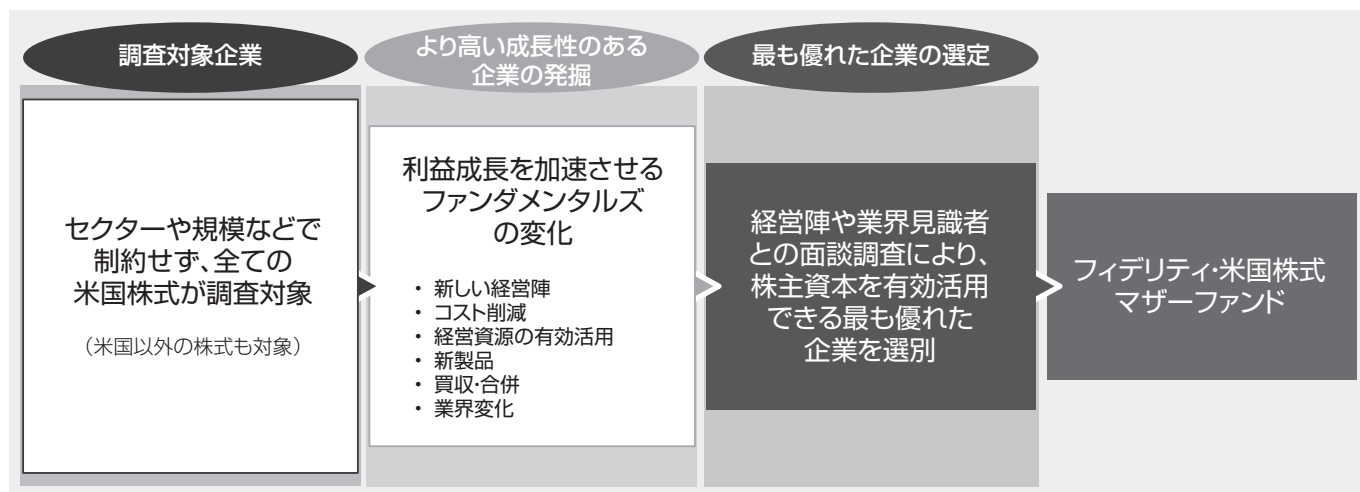 調査対象企業
セクターや規模などで
制約せず、全ての
米国株式が調査対象
（米国以外の株式も対象）
より高い成長性のある
企業の発掘
利益成長を加速させる
ファンダメンタルズ
の変化
・ 新しい経営陣
・ コスト削減
・ 経営資源の有効活用
・ 新製品
・ 買収・合併
・ 業界変化
最も優れた企業の選定
経営陣や業界見識者
との面談調査により、
株主資本を有効活用
できる最も優れた
企業を選別
フィデリティ・米国株式
マザーファンド